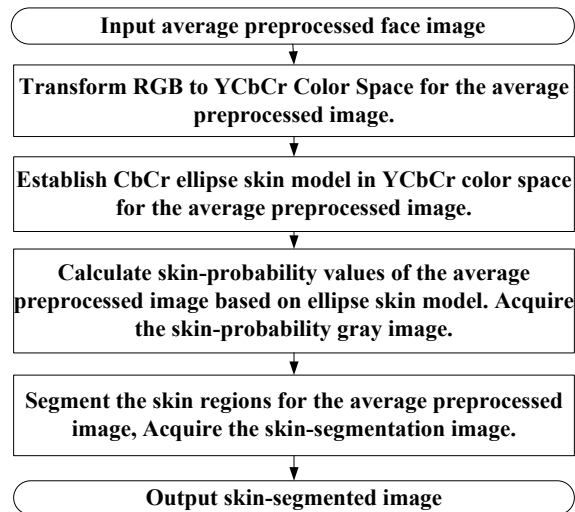 Input average preprocessed face image
Transform RGB to YCbCr Color Space for the average
preprocessed image.
Establish CbCr ellipse skin model in YCbCr color space
for the average preprocessed image.
Calculate skin-probability values of the average
preprocessed image based on ellipse skin model. Acquire
the skin-probability gray image.
Segment the skin regions for the average preprocessed
image, Acquire the skin-segmentation image.
Output skin-segmented image